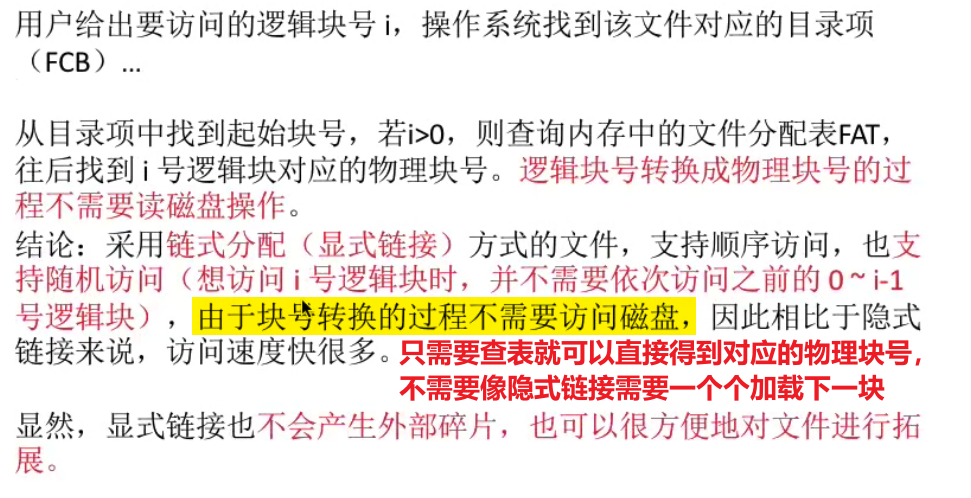 用户给出要访问的逻辑块号 i，操作系统找到该文件对应的目录项
（FCB）…
从目录项中找到起始块号，若i>0，则查询内存中的文件分配表FAT，
往后找到 i 号逻辑块对应的物理块号。逻辑块号转换成物理块号的过
程不需要读磁盘操作。
结论：采用链式分配（显式链接）方式的文件，支持顺序访问，也支
持随机访问（想访问 i 号逻辑块时，并不需要依次访问之前的 0 ~ i-1
号逻辑块），由于块号转换的过程不需要访问磁盘，因此相比于隐式
链接来说，访问速度快很多。
只需要查表就可以直接得到对应的物理块号，
不需要像隐式链接需要一个个加载下一块
显然，显式链接也不会产生外部碎片，也可以很方便地对文件进行拓
展。